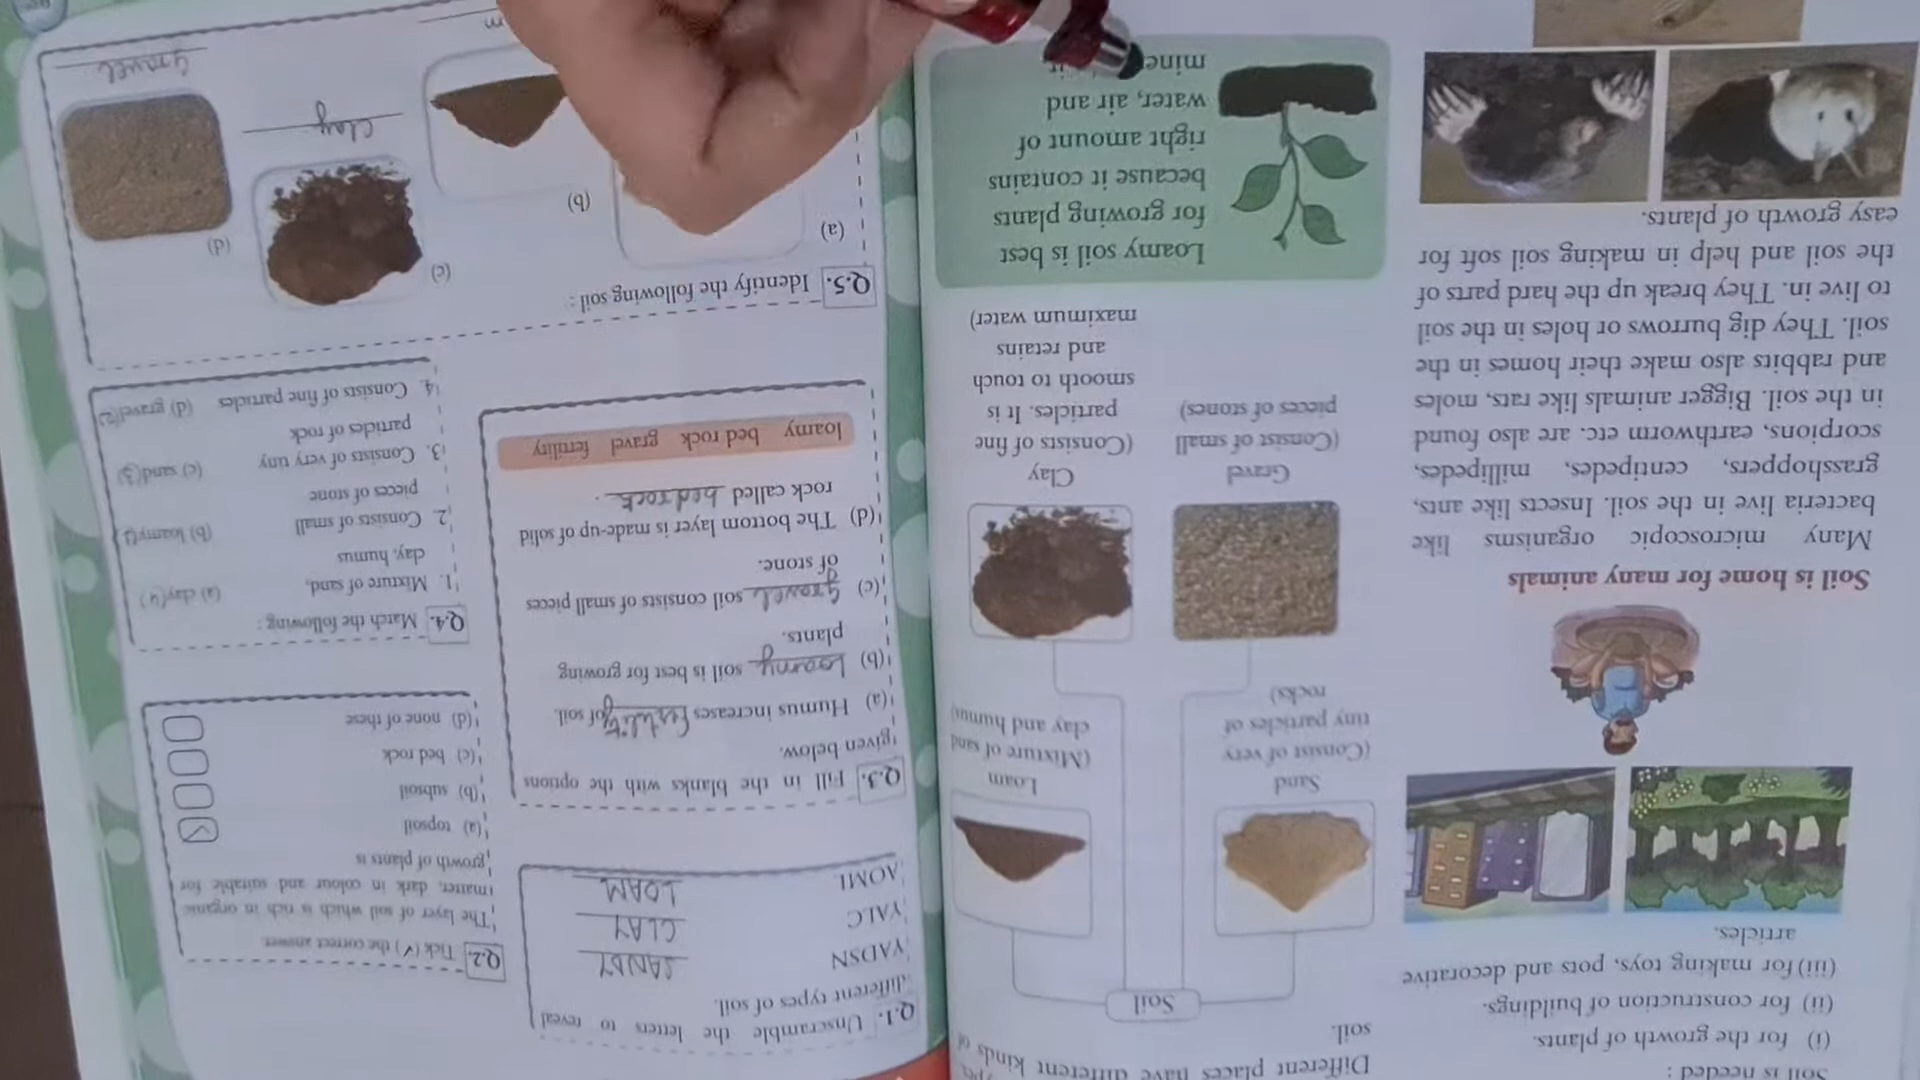 Soil is needed :
(i) for the growth of plants.
(ii) for construction of buildings.
(iii) for making toys, pots and decorative
articles.
Soil is home for many animals
Many microscopic organisms like
bacteria live in the soil. Insects like ants,
grasshoppers, centipedes, millipedes,
scorpions, earthworm etc. are also found
in the soil. Bigger animals like rats, moles
and rabbits also make their homes in the
soil. They dig burrows or holes in the soil
to live in. They break up the hard parts of
the soil and help in making soil soft for
easy growth of plants.
Different places have different kinds of
soil.
Soil
Sand
(Consist of very
tiny particles of
rocks)
Loam
(Mixture of sand
clay and humus)
Gravel
(Consist of small
pieces of stones)
Clay
(Consists of fine
particles. It is
smooth to touch
and retains
maximum water)
Loamy soil is best
for growing plants
because it contains
right amount of
water, air and
Q.1. Unscramble the letters to reveal
different types of soil.
YADSN SANDY
YALC CLAY
AOML LOAM
Q.2. Tick (✓) the correct answer.
The layer of soil which is rich in organic
matter, dark in colour and suitable for
growth of plants is
(a) topsoil ✓
(b) subsoil
(c) bed rock
(d) none of these
Q.3. Fill in the blanks with the options
given below.
(a) Humus increases fertility of soil.
(b) Loamy soil is best for growing
plants.
(c) Gravel soil consists of small pieces
of stone.
(d) The bottom layer is made-up of solid
rock called bedrock.
loamy bed rock gravel fertility
Q.4. Match the following :
1. Mixture of sand, (a) clay(4)
clay, humus
2. Consists of small (b) loamy(1)
pieces of stone
3. Consists of very tiny (c) sand(3)
particles of rock
4. Consists of fine particles (d) gravel(2)
Q.5. Identify the following soil :
(a)
(b)
(c)
(d)
Clay
Gravel